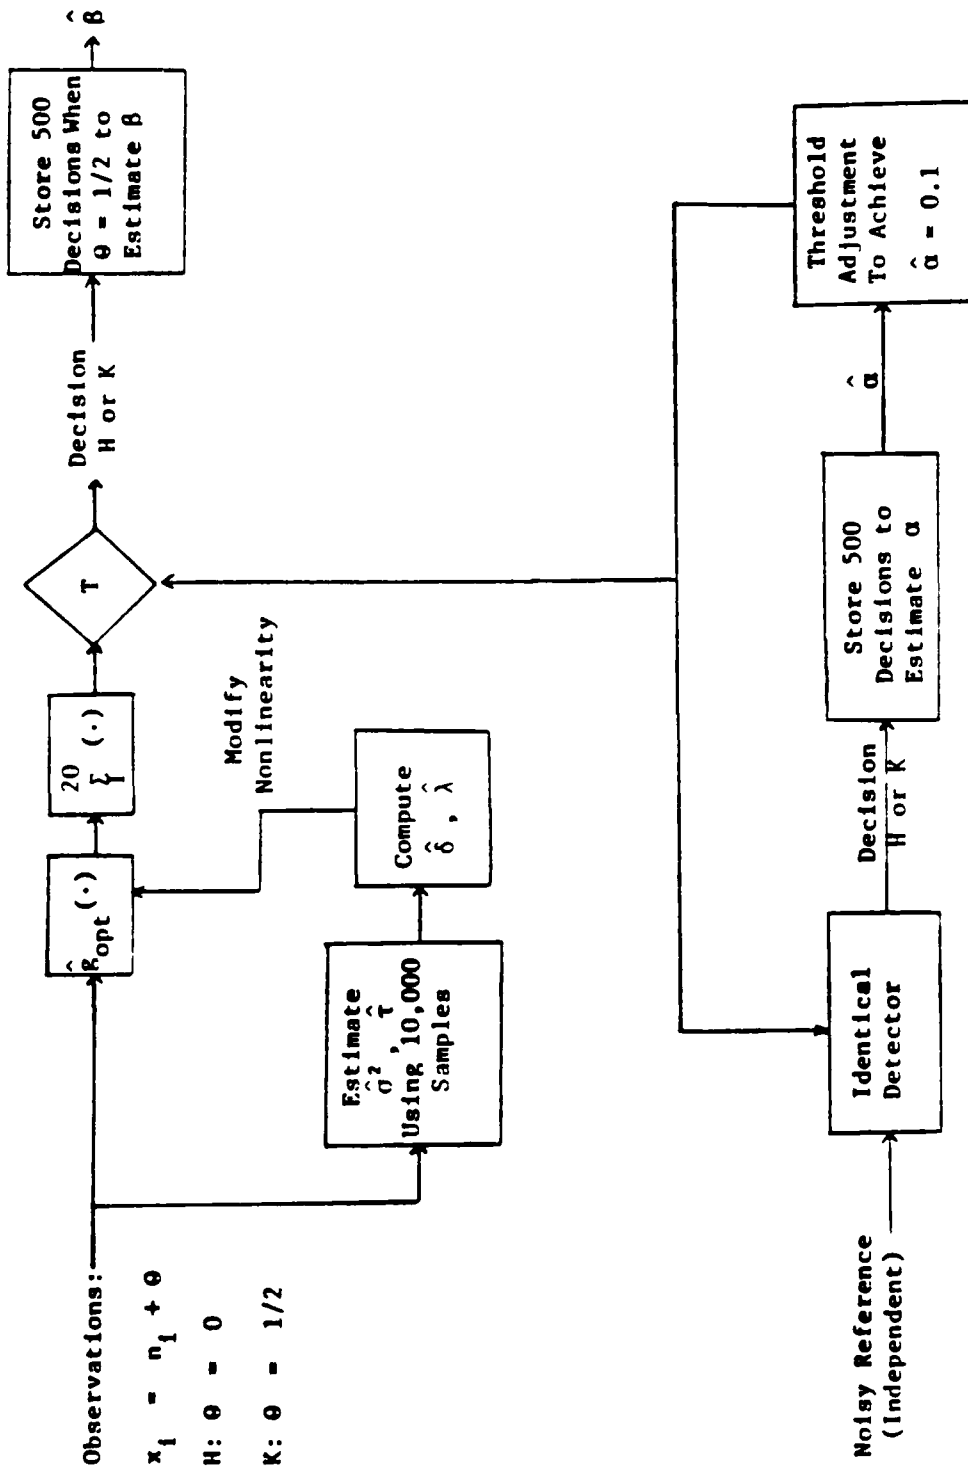 Observations:
x_i = n_i + θ
H: θ = 0
K: θ = 1/2
ĝ_opt(·)
20
Σ (·)
1
T
Decision
H or K
Store 500
Decisions When
θ = 1/2 to
Estimate β
β̂
Estimate
σ̂², τ̂
Using 10,000
Samples
Compute
δ̂, λ̂
Modify
Nonlinearity
Noisy Reference
(Independent)
Identical
Detector
Decision
H or K
Store 500
Decisions to
Estimate α
α̂
Threshold
Adjustment
To Achieve
α̂ = 0.1